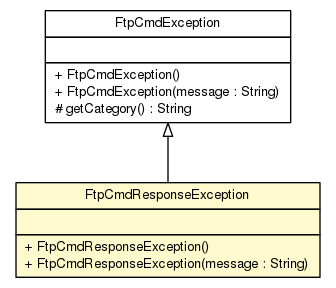 FtpCmdException
+ FtpCmdException()
+ FtpCmdException(message : String)
# getCategory() : String
FtpCmdResponseException
+ FtpCmdResponseException()
+ FtpCmdResponseException(message : String)